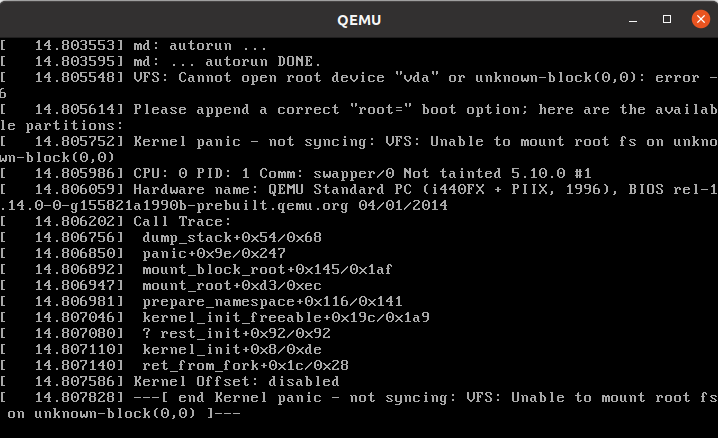 QEMU
[   14.803553] md: autorun ...
[   14.803595] md: ... autorun DONE.
[   14.805548] VFS: Cannot open root device "vda" or unknown-block(0,0): error -
6
[   14.805614] Please append a correct "root=" boot option; here are the availab
le partitions:
[   14.805752] Kernel panic - not syncing: VFS: Unable to mount root fs on unkno
wn-block(0,0)
[   14.805986] CPU: 0 PID: 1 Comm: swapper/0 Not tainted 5.10.0 #1
[   14.806059] Hardware name: QEMU Standard PC (i440FX + PIIX, 1996), BIOS rel-1
.14.0-0-g155821a1990b-prebuilt.qemu.org 04/01/2014
[   14.806202] Call Trace:
[   14.806756]  dump_stack+0x54/0x68
[   14.806850]  panic+0x9e/0x247
[   14.806892]  mount_block_root+0x145/0x1af
[   14.806947]  mount_root+0xd3/0xec
[   14.806981]  prepare_namespace+0x116/0x141
[   14.807046]  kernel_init_freeable+0x19c/0x1a9
[   14.807080]  ? rest_init+0x92/0x92
[   14.807110]  kernel_init+0x8/0xde
[   14.807140]  ret_from_fork+0x1c/0x28
[   14.807586] Kernel Offset: disabled
[   14.807828] ---[ end Kernel panic - not syncing: VFS: Unable to mount root fs
 on unknown-block(0,0) ]---